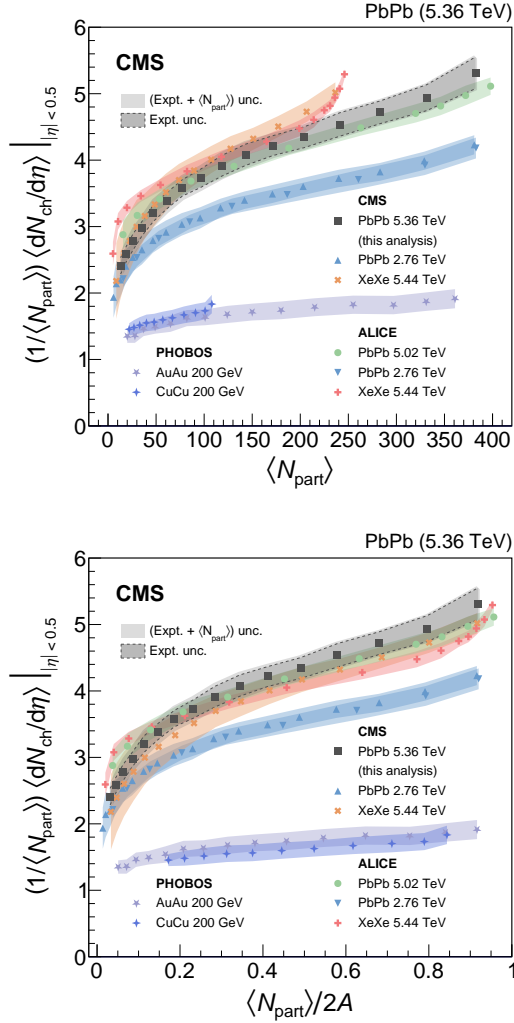 PbPb (5.36 TeV)
CMS
(Expt. + ⟨N_part⟩) unc.
Expt. unc.
(1/⟨N_part⟩) ⟨dN_ch/dη⟩ |_|η| < 0.5
6
5
4
3
2
1
0
CMS
PbPb 5.36 TeV
(this analysis)
PbPb 2.76 TeV
XeXe 5.44 TeV
PHOBOS
AuAu 200 GeV
CuCu 200 GeV
ALICE
PbPb 5.02 TeV
PbPb 2.76 TeV
XeXe 5.44 TeV
0 50 100 150 200 250 300 350 400
⟨N_part⟩
PbPb (5.36 TeV)
CMS
(Expt. + ⟨N_part⟩) unc.
Expt. unc.
(1/⟨N_part⟩) ⟨dN_ch/dη⟩ |_|η| < 0.5
6
5
4
3
2
1
0
CMS
PbPb 5.36 TeV
(this analysis)
PbPb 2.76 TeV
XeXe 5.44 TeV
PHOBOS
AuAu 200 GeV
CuCu 200 GeV
ALICE
PbPb 5.02 TeV
PbPb 2.76 TeV
XeXe 5.44 TeV
0 0.2 0.4 0.6 0.8 1
⟨N_part⟩/2A